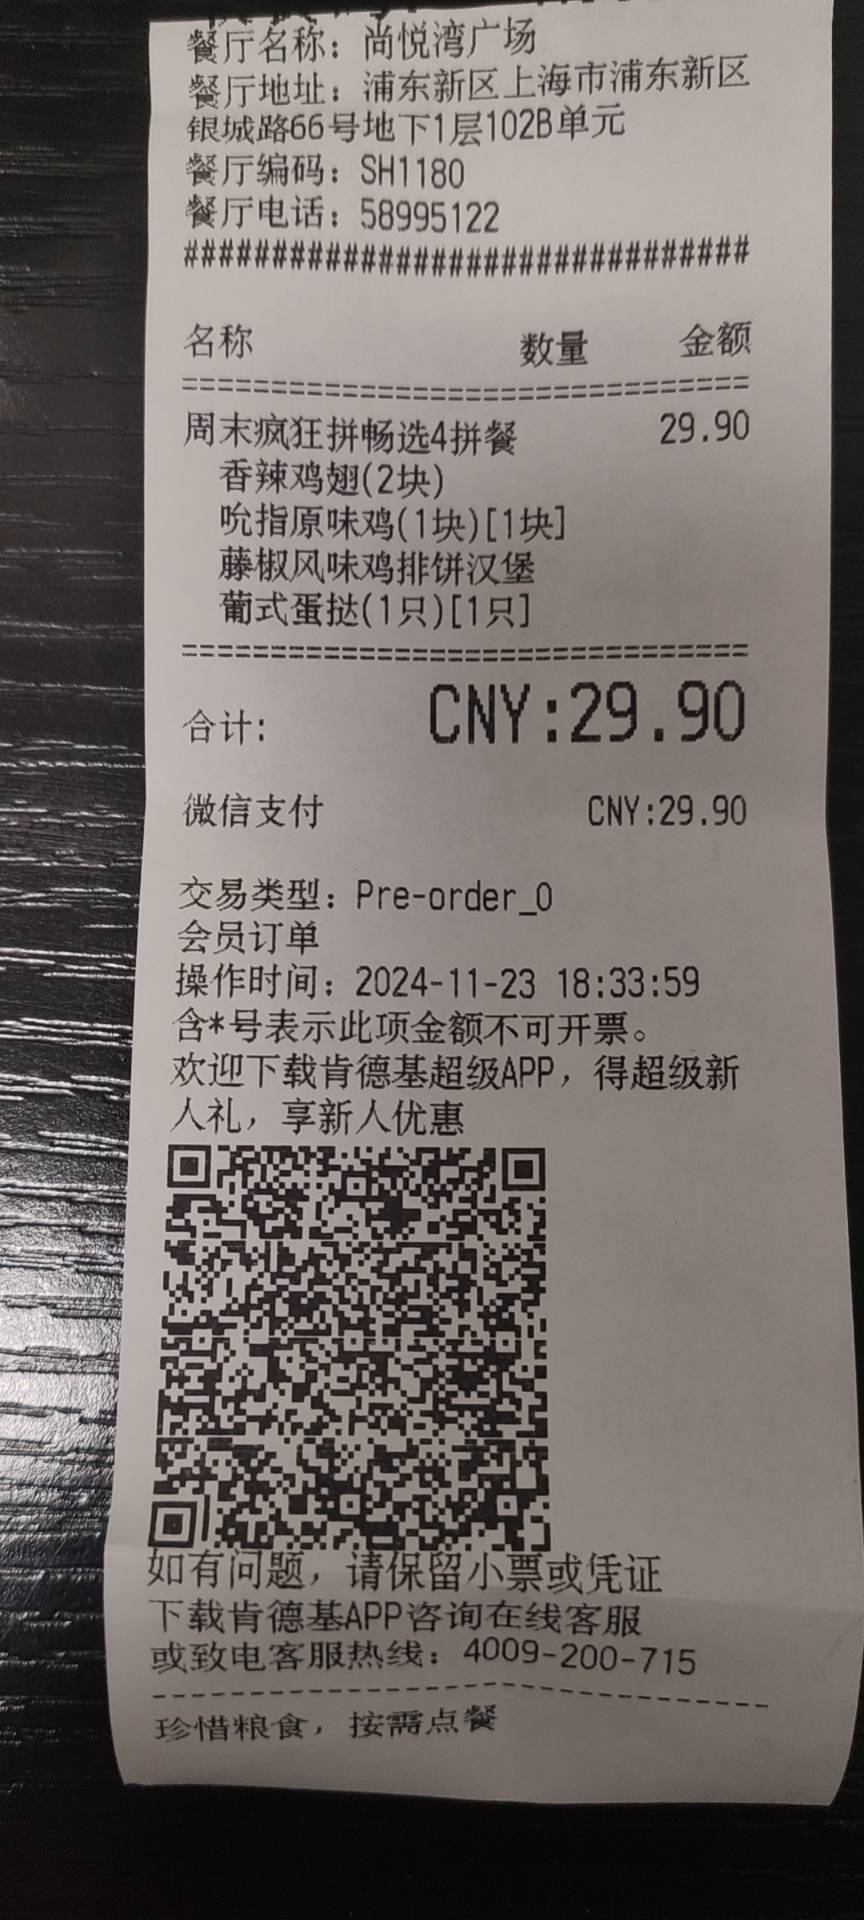 餐厅名称：尚悦湾广场
餐厅地址：浦东新区上海市浦东新区
银城路66号地下1层102B单元
餐厅编码：SH1180
餐厅电话：58995122
################################
名称 数量 金额
================================
周末疯狂拼畅选4拼餐 29.90
香辣鸡翅(2块)
吮指原味鸡(1块)[1块]
藤椒风味鸡排饼汉堡
葡式蛋挞(1只)[1只]
================================
合计: CNY:29.90
微信支付 CNY:29.90
交易类型：Pre-order_0
会员订单
操作时间：2024-11-23 18:33:59
含*号表示此项金额不可开票。
欢迎下载肯德基超级APP，得超级新
人礼，享新人优惠
如有问题，请保留小票或凭证
下载肯德基APP咨询在线客服
或致电客服热线：4009-200-715
--------------------------------
珍惜粮食，按需点餐